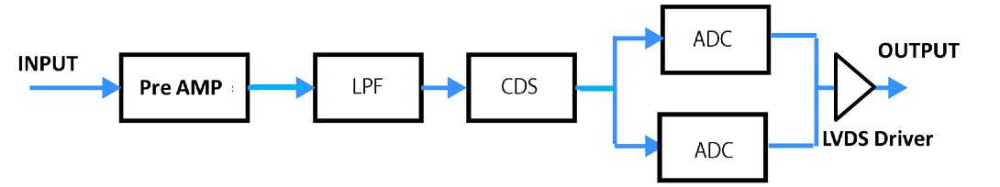 INPUT
Pre AMP :
LPF
CDS
ADC
ADC
OUTPUT
LVDS Driver